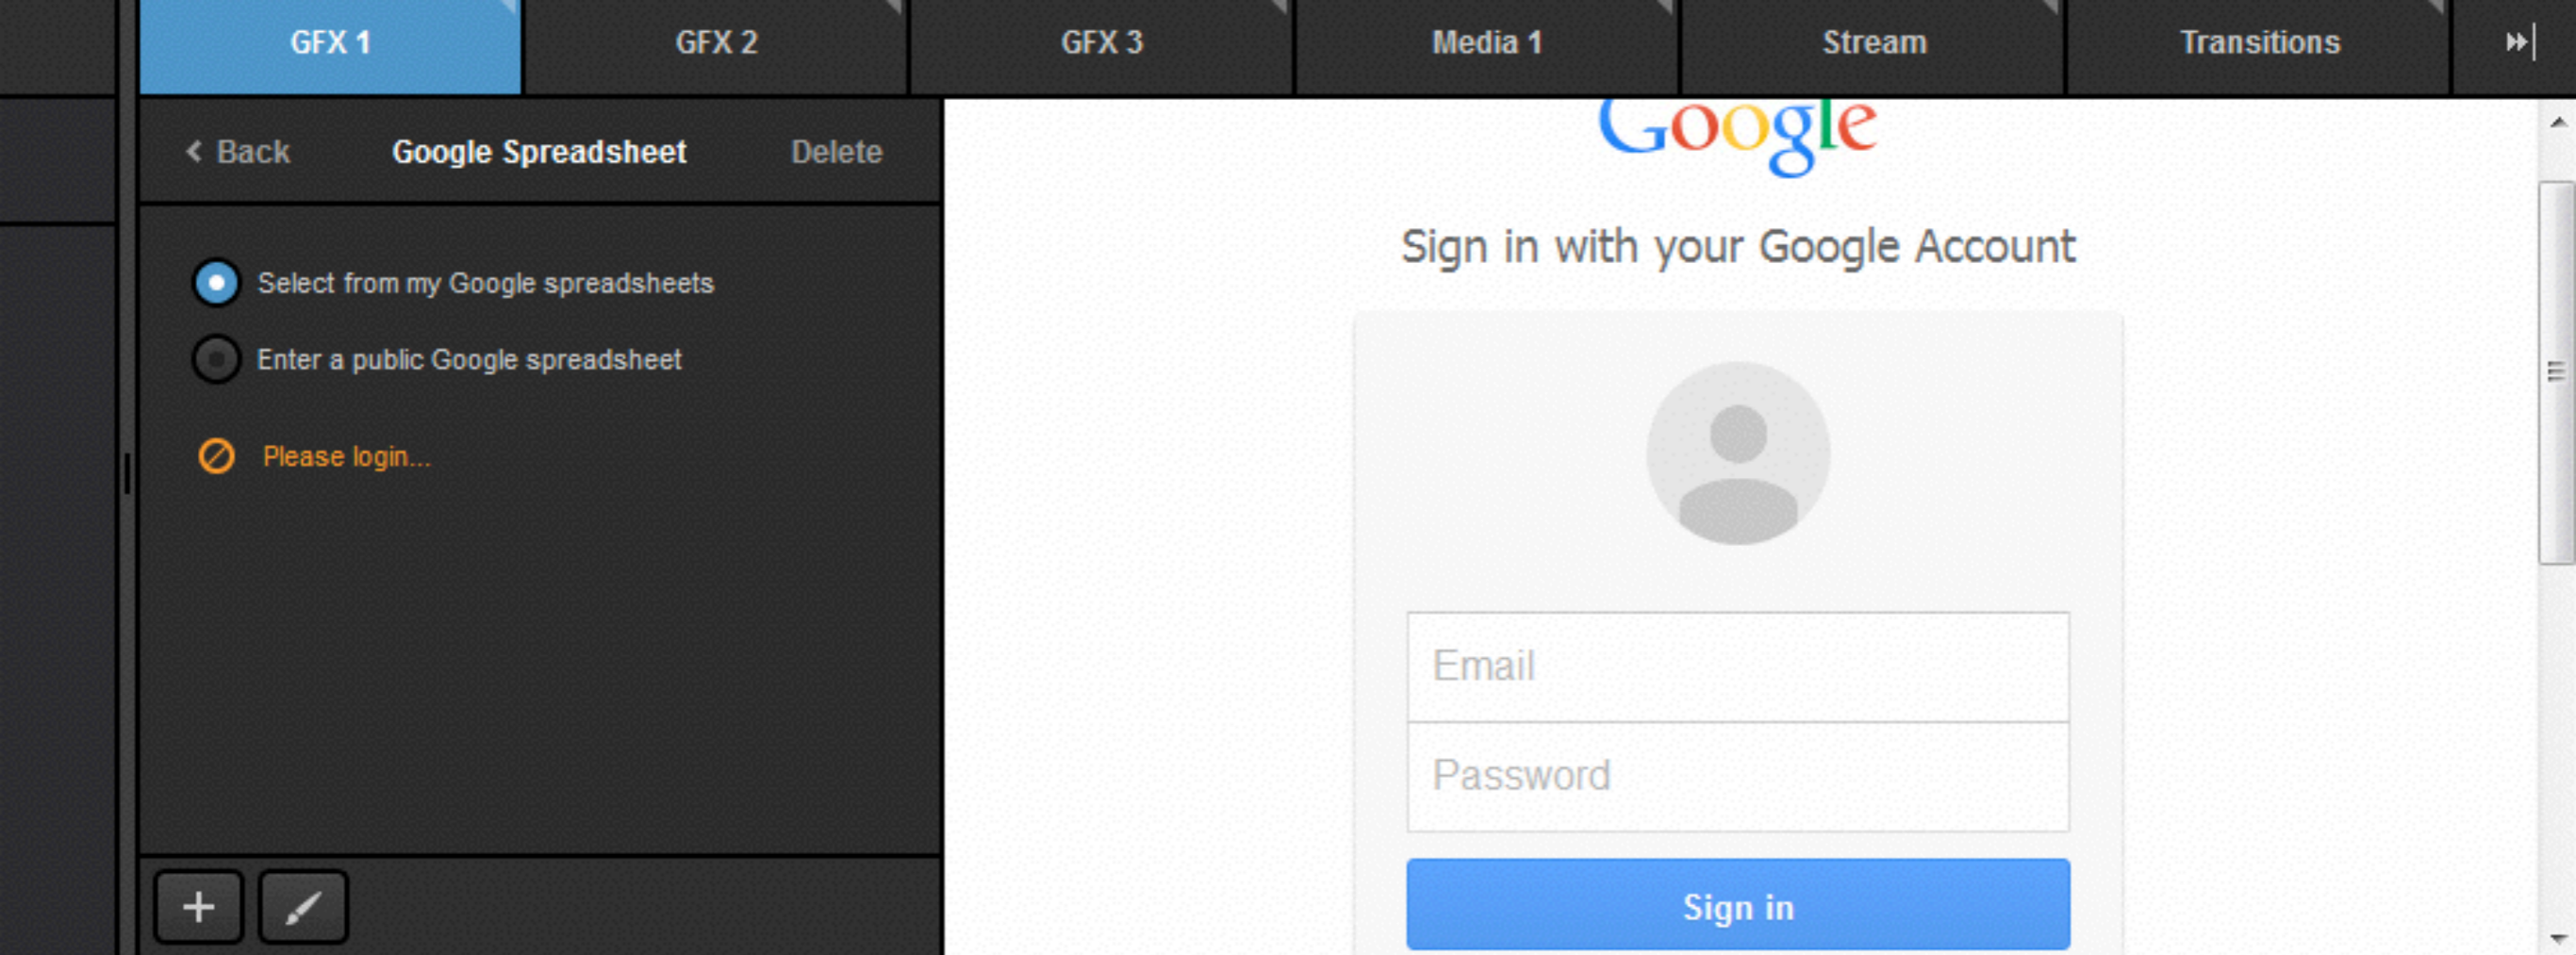 GFX 1
GFX 2
GFX 3
Media 1
Stream
Transitions
Back
Google Spreadsheet
Delete
Select from my Google spreadsheets
Enter a public Google spreadsheet
Please login...
Google
Sign in with your Google Account
Email
Password
Sign in